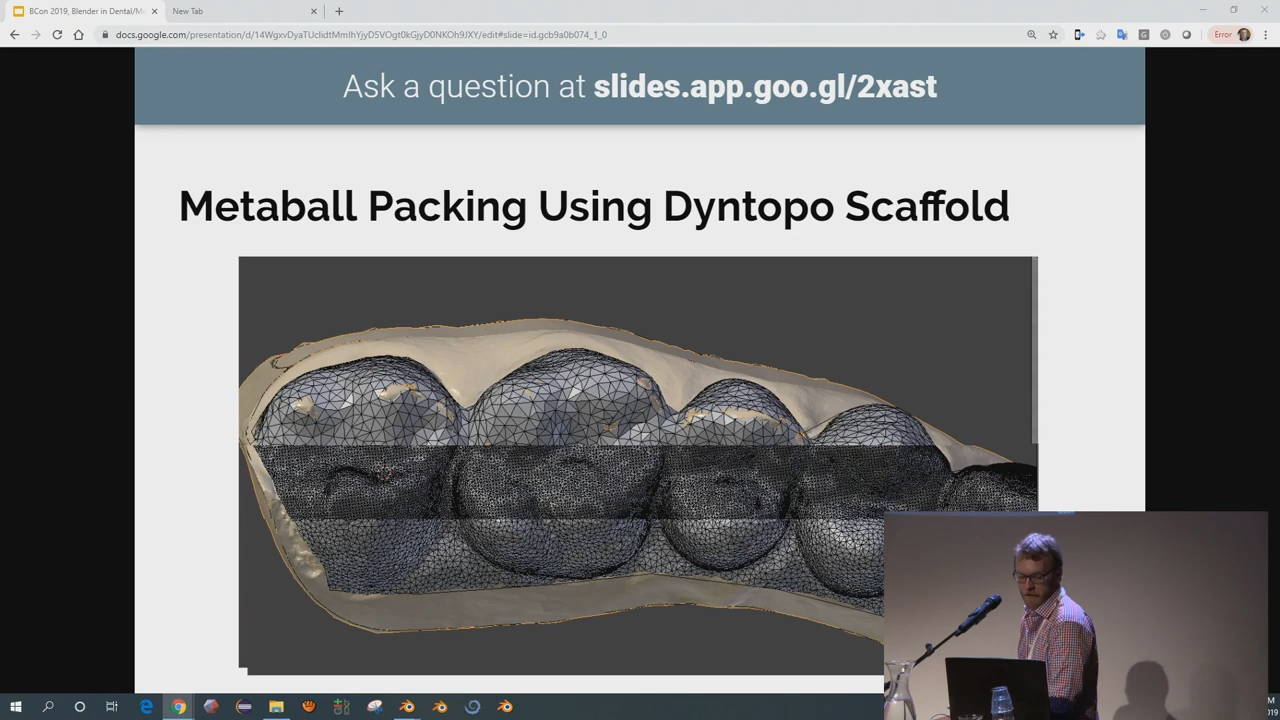 BCon 2019, Blender in Dental/M
New Tab
docs.google.com/presentation/d/14WgxvDyaTUclidtMmIhYjyD5VOgt0kGjyD0NKOh9JXY/edit#slide=id.gcb9a0b074_1_0
Error
Ask a question at slides.app.goo.gl/2xast
Metaball Packing Using Dyntopo Scaffold